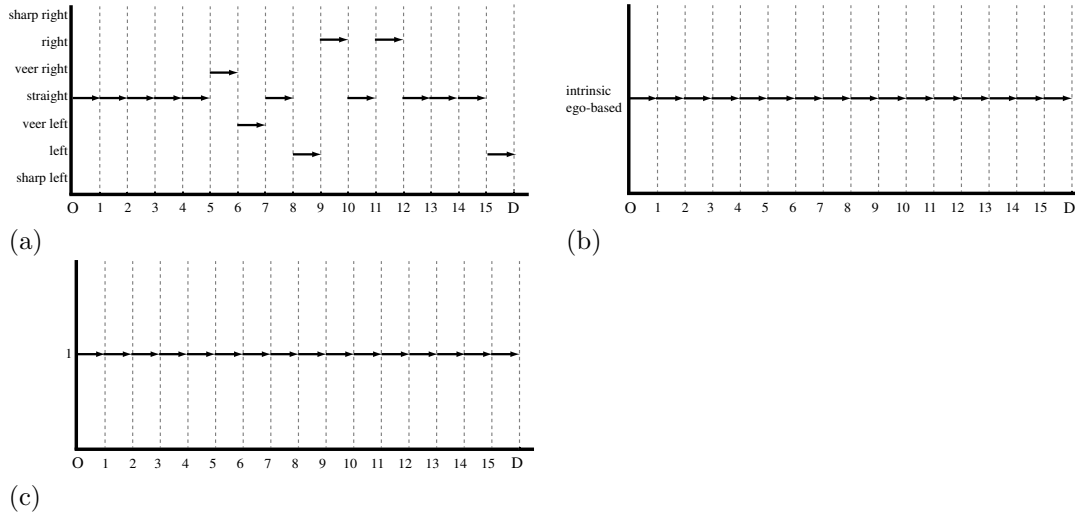 sharp right
right
veer right
straight
veer left
left
sharp left
O 1 2 3 4 5 6 7 8 9 10 11 12 13 14 15 D
(a)
intrinsic
ego-based
O 1 2 3 4 5 6 7 8 9 10 11 12 13 14 15 D
(b)
1
O 1 2 3 4 5 6 7 8 9 10 11 12 13 14 15 D
(c)